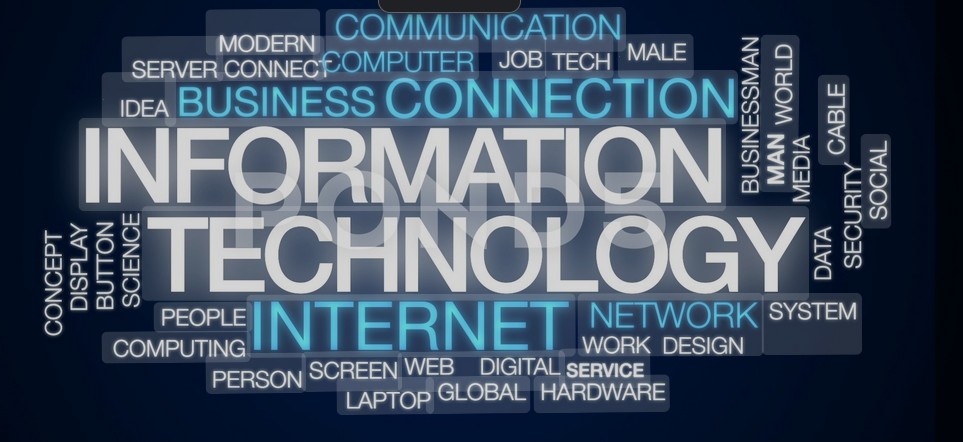 COMMUNICATION
MODERN
COMPUTER
JOB
TECH
MALE
SERVER
CONNECT
IDEA
BUSINESS
CONNECTION
BUSINESSMAN
MAN
WORLD
MEDIA
CABLE
SOCIAL
INFORMATION
POND5
TECHNOLOGY
CONCEPT
DISPLAY
BUTTON
SCIENCE
DATA
SECURITY
PEOPLE
INTERNET
NETWORK
SYSTEM
COMPUTING
WORK
DESIGN
PERSON
SCREEN
WEB
DIGITAL
SERVICE
LAPTOP
GLOBAL
HARDWARE